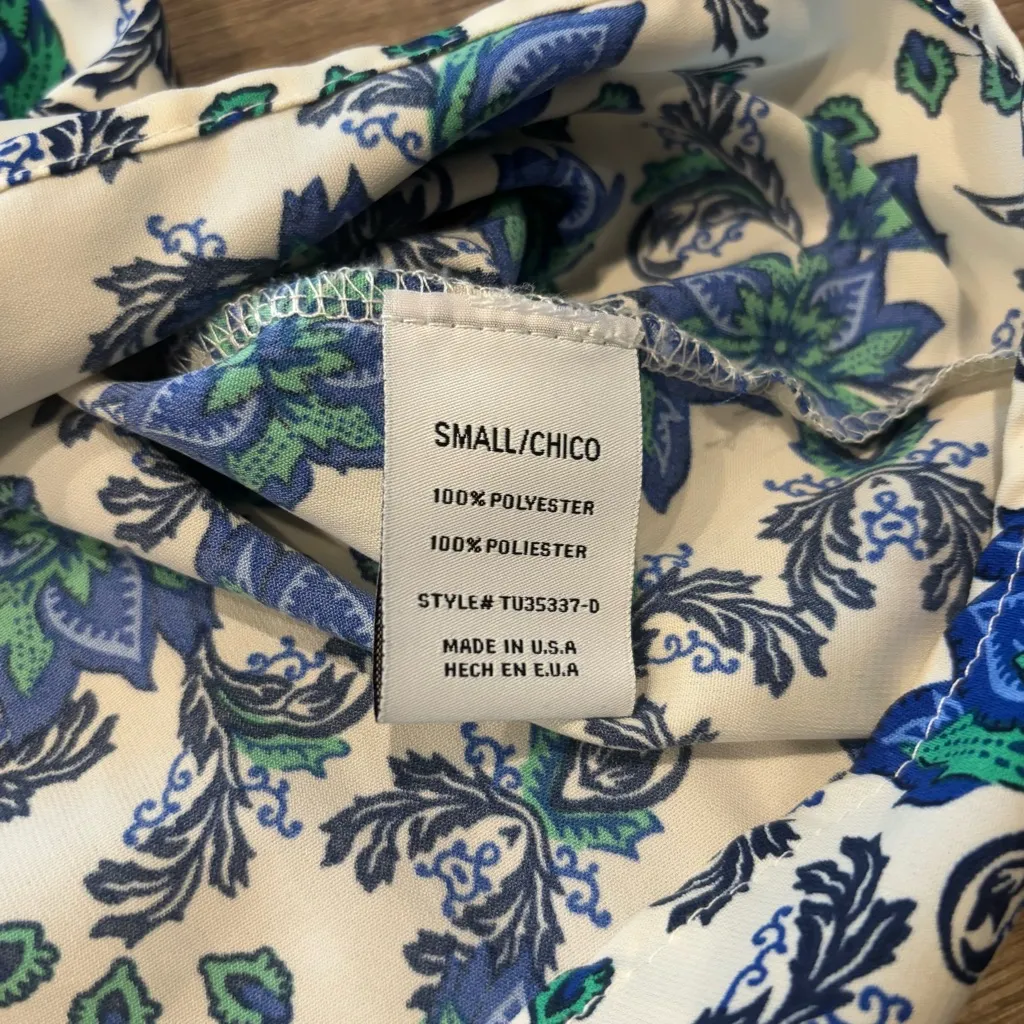 SMALL/CHICO
100% POLYESTER
100% POLIESTER
STYLE# TU35337-D
MADE IN U.S.A
HECH EN E.U.A